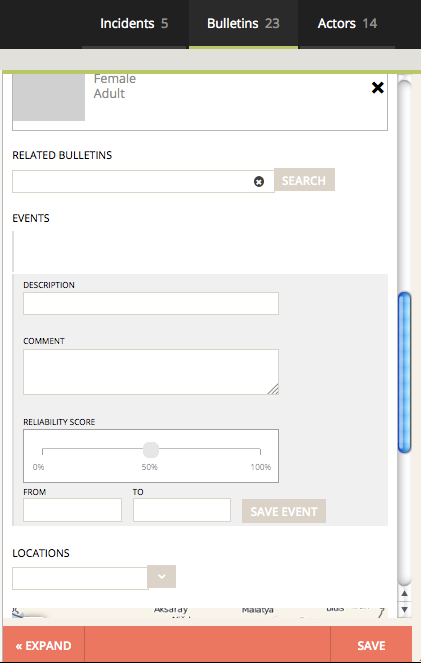 Incidents 5 Bulletins 23 Actors 14
Female
Adult
RELATED BULLETINS
SEARCH
EVENTS
DESCRIPTION
COMMENT
RELIABILITY SCORE
0% 50% 100%
FROM TO
SAVE EVENT
LOCATIONS
Aksaray Malatya Bitlis
« EXPAND SAVE